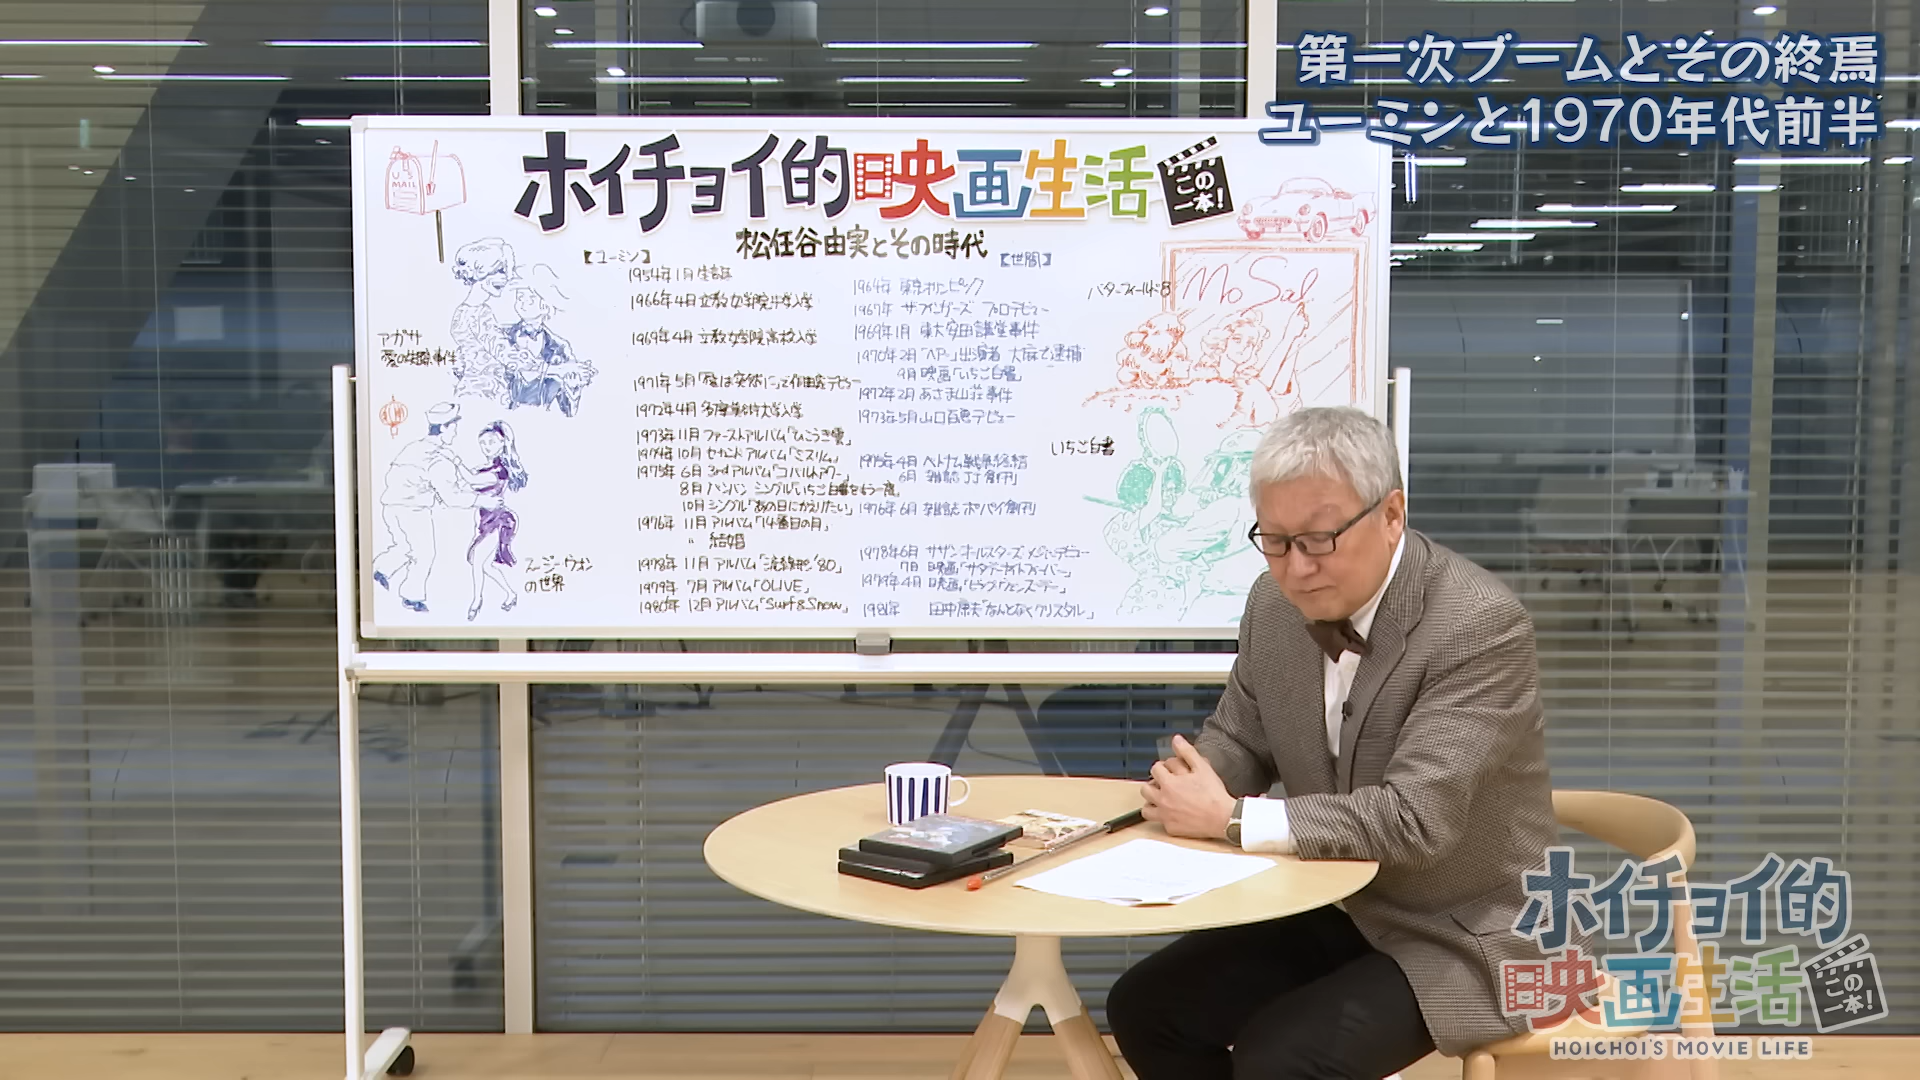 第一次ブームとその終焉
ユーミンと1970年代前半
ホイチョイ的映画生活 この一本!
松任谷由実とその時代
【ユーミン】
1954年1月 生誕
1966年4月 立教女学院中学入学
1969年4月 立教女学院高校入学
1971年5月「愛は突然に」で作曲家デビュー
1972年4月 多摩美術大学入学
1973年11月 ファーストアルバム「ひこうき雲」
1974年10月 セカンドアルバム「ミスリム」
1975年 6月 3rdアルバム「コバルトアワー」
8月 バンバン シングル「いちご白書をもう一度」
10月 シングル「あの日にかえりたい」
1976年 11月 アルバム「14番目の月」
〃 結婚
1978年 11月 アルバム「流線形'80」
1979年 7月 アルバム「OLIVE」
1980年 12月 アルバム「Surf&Snow」
【世間】
1964年 東京オリンピック
1967年 ザ・フィンガーズ プロデビュー
1969年1月 東大安田講堂事件
1970年2月 出演者 大麻で逮捕
9月 映画「いちご白書」
1972年2月 あさま山荘事件
1973年5月 山口百恵デビュー
1975年4月 ベトナム戦争終結
6月 雑誌JJ創刊
1976年6月 雑誌ポパイ創刊
1978年6月 サザンオールスターズ メジャーデビュー
7月 映画「サタデーナイトフィーバー」
1979年4月 映画「ビッグウェンズデー」
1981年 田中康夫「なんとなくクリスタル」
U S
MAIL
アガサ
愛の失踪事件
スージー・ウォン
の世界
バターフィールド8
No Sal
いちご白書
ホイチョイ的
映画生活 この一本!
HOICHOI'S MOVIE LIFE